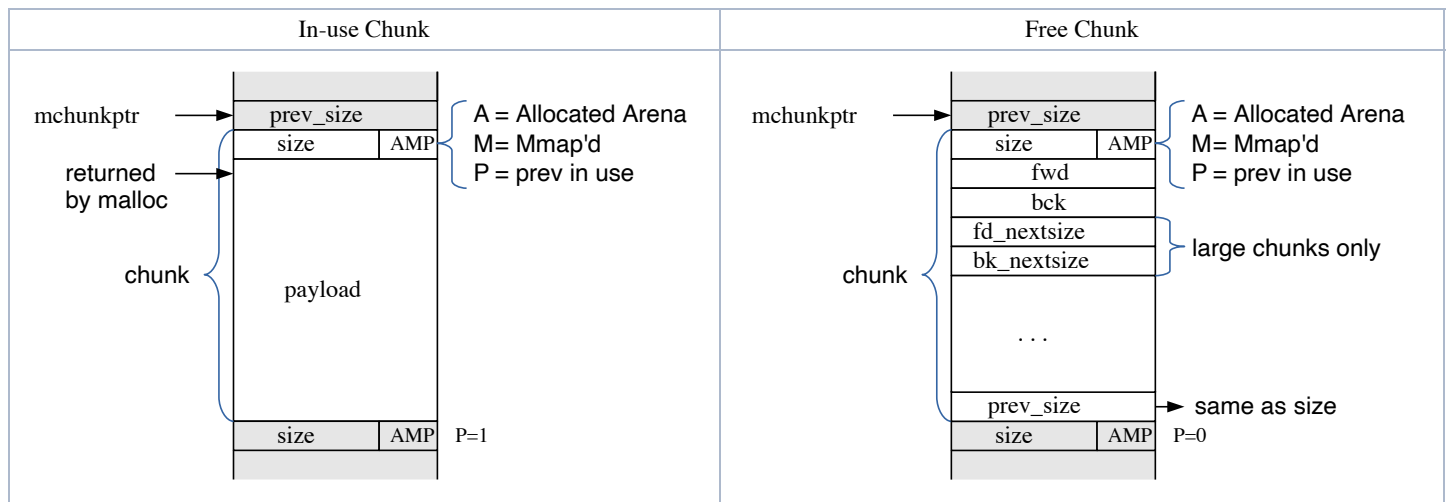 In-use Chunk
Free Chunk
mchunkptr
prev_size
size
AMP
A = Allocated Arena
M= Mmap'd
P = prev in use
returned
by malloc
chunk
payload
size
AMP
P=1
mchunkptr
prev_size
size
AMP
A = Allocated Arena
M= Mmap'd
P = prev in use
fwd
bck
fd_nextsize
bk_nextsize
large chunks only
chunk
. . .
prev_size
same as size
size
AMP
P=0